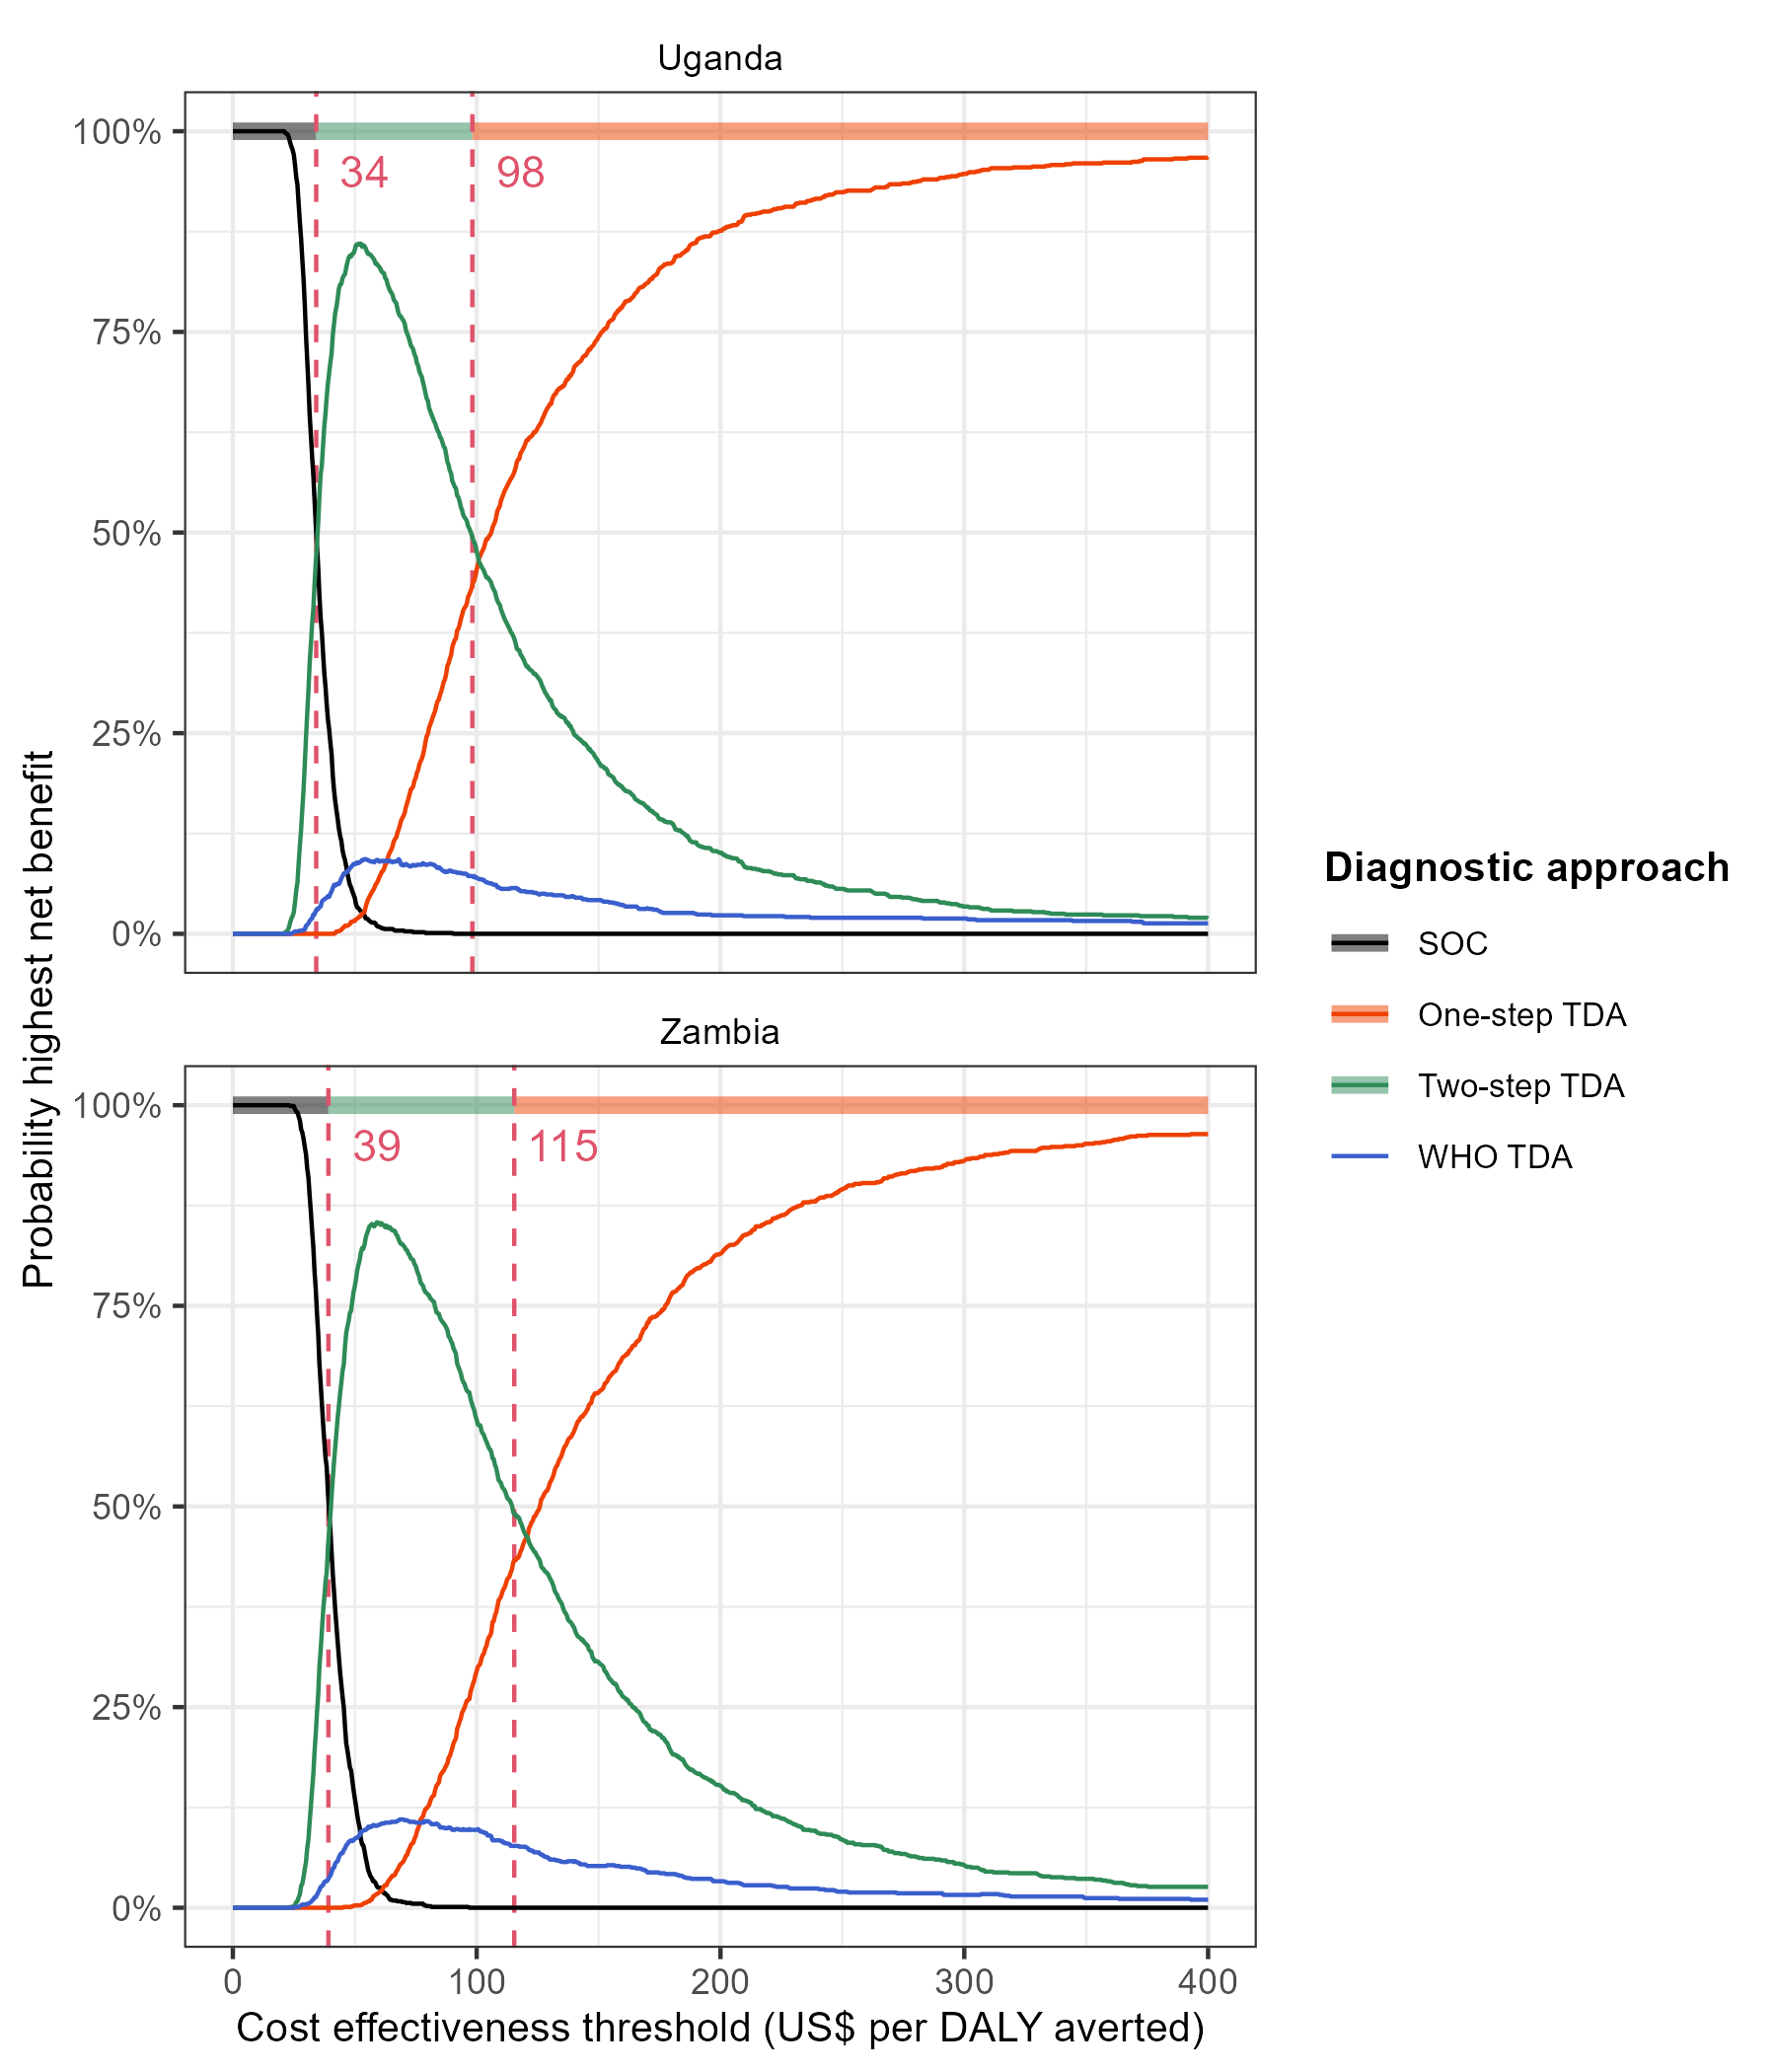 Uganda
100%
75%
50%
25%
0%
34
98
Probability highest net benefit
Zambia
100%
75%
50%
25%
0%
39
115
0
100
200
300
400
Cost effectiveness threshold (US$ per DALY averted)
Diagnostic approach
SOC
One-step TDA
Two-step TDA
WHO TDA